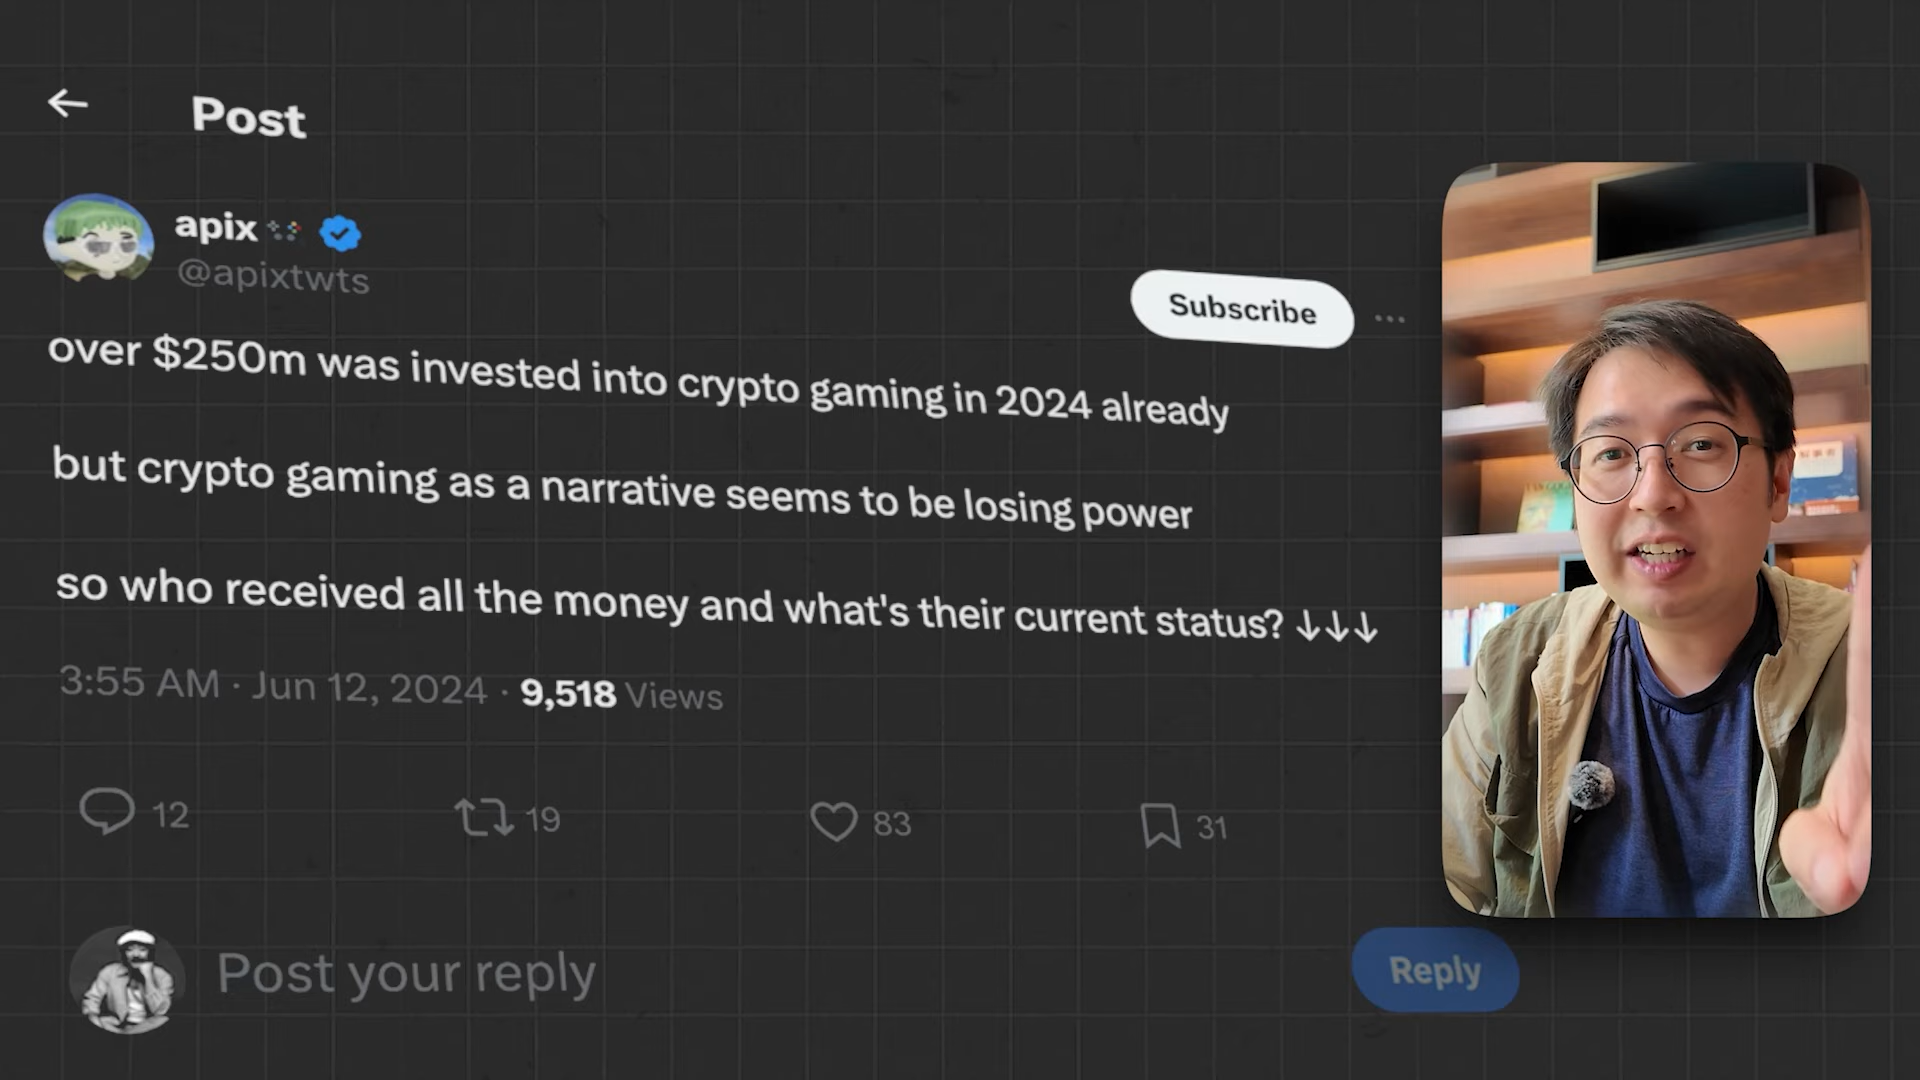 Post
apix
@apixtwts
Subscribe
over $250m was invested into crypto gaming in 2024 already
but crypto gaming as a narrative seems to be losing power
so who received all the money and what's their current status? ↓↓↓
3:55 AM · Jun 12, 2024 · 9,518 Views
12 19 83 31
Post your reply
Reply